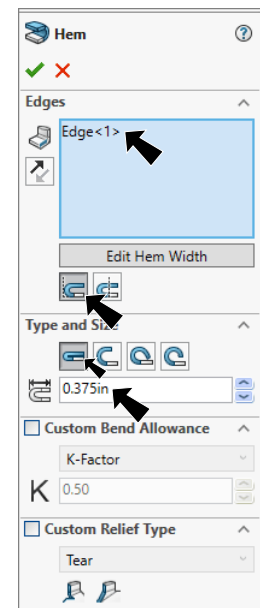 Hem
Edges
Edge<1>
Edit Hem Width
Type and Size
0.375in
Custom Bend Allowance
K-Factor
K 0.50
Custom Relief Type
Tear